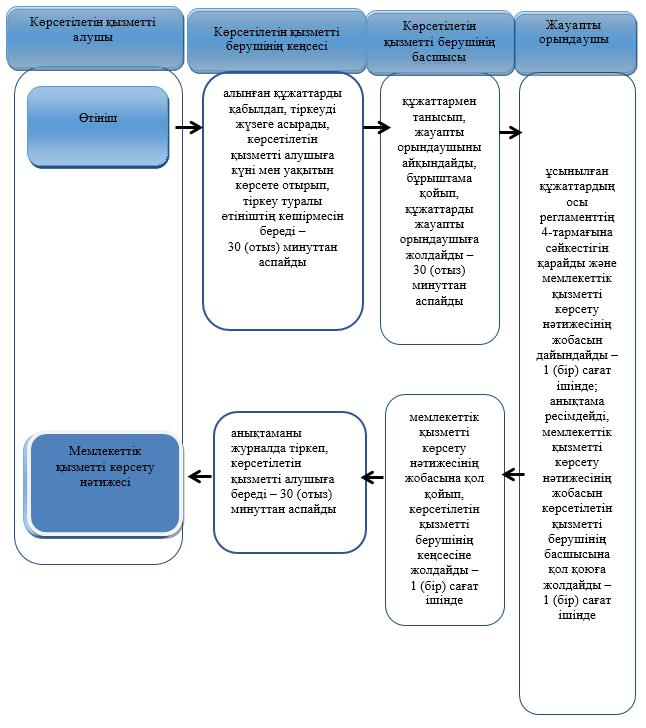 Көрсетілетін қызметті
алушы
Көрсетілетін қызметті
берушінің кеңсесі
Көрсетілетін
қызметті берушінің
басшысы
Жауапты
орындаушы
Өтініш
алынған құжаттарды
қабылдап, тіркеуді
жүзеге асырады,
көрсетілетін
қызметті алушыға
күні мен уақытын
көрсете отырып,
тіркеу туралы
өтініштің көшірмесін
береді –
30 (отыз) минуттан
аспайды
құжаттармен
танысып,
жауапты
орындаушыны
айқындайды,
бұрыштама
қойып,
құжаттарды
жауапты
орындаушыға
жолдайды –
30 (отыз)
минуттан
аспайды
ұсынылған
құжаттардың
осы
регламенттің
4-тармағына
сәйкестігін
қарайды және
мемлекеттік
қызметті
көрсету
нәтижесінің
жобасын
дайындайды –
1 (бір) сағат
ішінде;
анықтама
ресімдейді,
мемлекеттік
қызметті
көрсету
нәтижесінің
жобасын
көрсетілетін
қызметті
берушінің
басшысына
қол қоюға
жолдайды –
1 (бір) сағат
ішінде
мемлекеттік
қызметті
көрсету
нәтижесінің
жобасына қол
қойып,
көрсетілетін
қызметті
берушінің
кеңсесіне
жолдайды –
1 (бір) сағат
ішінде
анықтаманы
журналда тіркеп,
көрсетілетін
қызметті алушыға
береді – 30 (отыз)
минуттан аспайды
Мемлекеттік
қызметті көрсету
нәтижесі